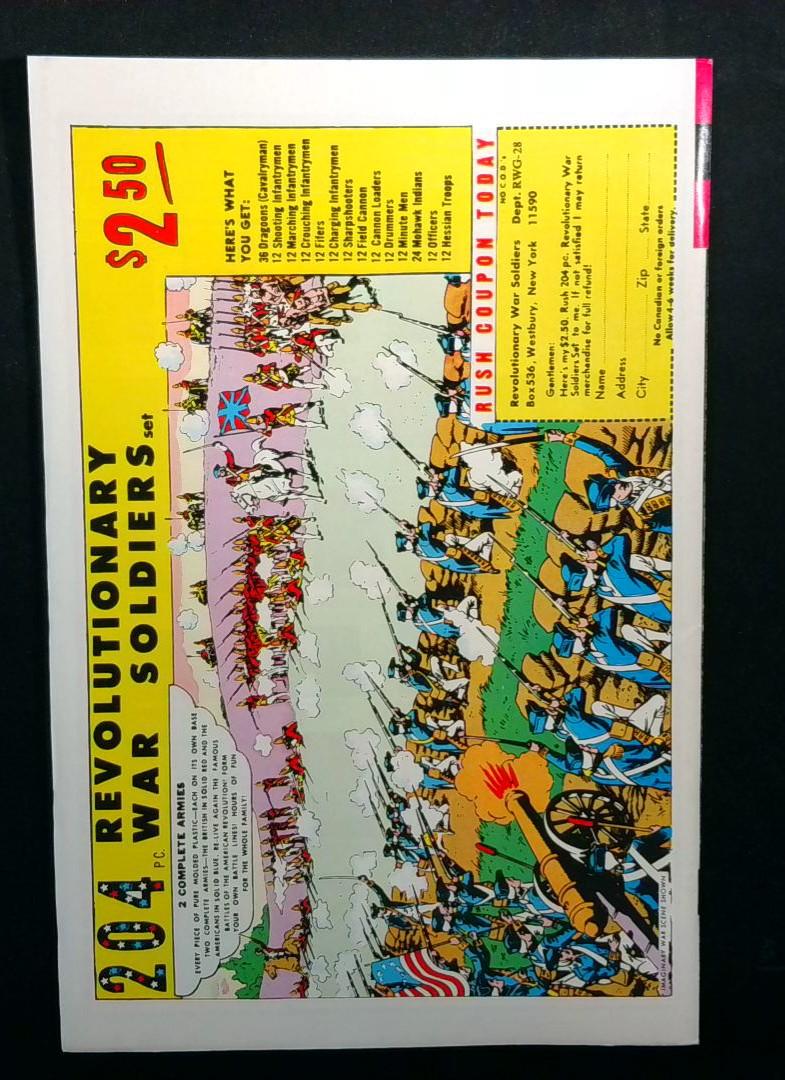 204 PC. REVOLUTIONARY
WAR SOLDIERS set
$2 50
2 COMPLETE ARMIES
EVERY PIECE OF PURE MOLDED PLASTIC—EACH ON ITS OWN BASE
TWO COMPLETE ARMIES—THE BRITISH IN SOLID RED AND THE
AMERICANS IN SOLID BLUE. RE-LIVE AGAIN THE FAMOUS
BATTLES OF THE AMERICAN REVOLUTION! FORM
YOUR OWN BATTLE LINES! HOURS OF FUN
FOR THE WHOLE FAMILY!
HERE'S WHAT
YOU GET:
36 Dragoons (Cavalryman)
12 Shooting Infantrymen
12 Marching Infantrymen
12 Crouching Infantrymen
12 Fifers
12 Charging Infantrymen
12 Sharpshooters
12 Field Cannon
12 Cannon Loaders
12 Drummers
12 Minute Men
24 Mohawk Indians
12 Officers
12 Hessian Troops
RUSH COUPON TODAY
NO C.O.D.'s
Revolutionary War Soldiers Dept. RWG-28
Box 536, Westbury, New York 11590
Gentlemen:
Here's my $2.50. Rush 204 pc. Revolutionary War
Soldiers Set to me. If not satisfied I may return
merchandise for full refund!
Name
Address
City Zip State
No Canadian or foreign orders
Allow 4-6 weeks for delivery.
IMAGINARY WAR SCENE SHOWN